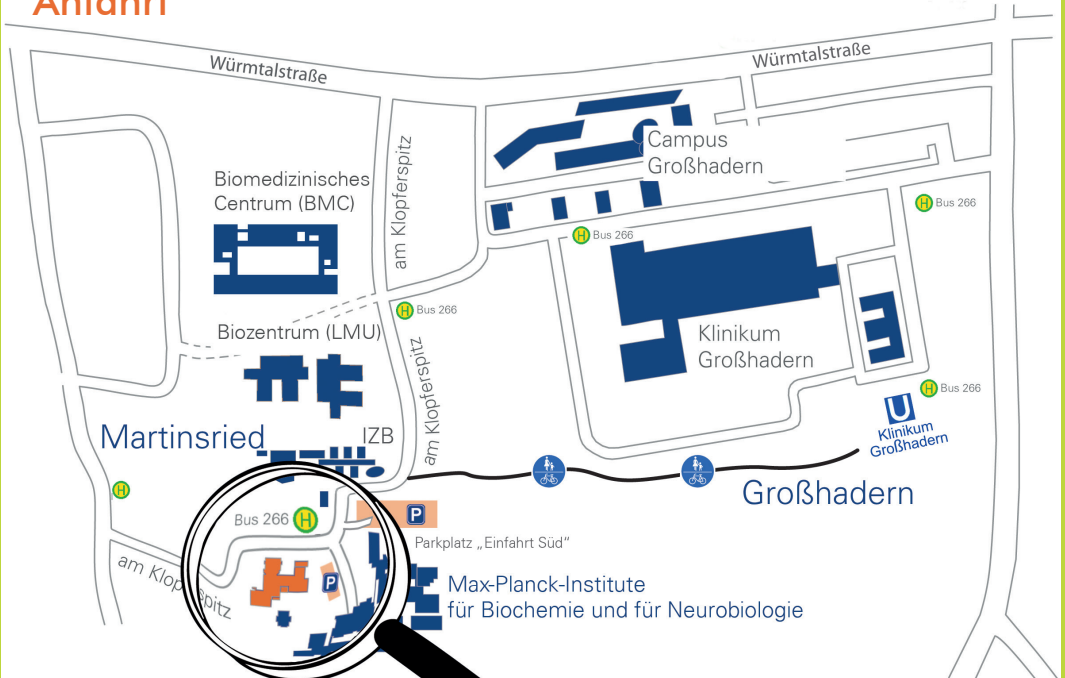 Anfahrt
Würmtalstraße
Würmtalstraße
am Klopferspitz
Campus
Großhadern
Biomedizinisches
Centrum (BMC)
H Bus 266
H Bus 266
H Bus 266
Biozentrum (LMU)
Klinikum
Großhadern
am Klopferspitz
H Bus 266
U
Klinikum
Großhadern
Martinsried
IZB
Großhadern
H
Bus 266 H
P
Parkplatz „Einfahrt Süd"
am Klopferspitz
P
Max-Planck-Institute
für Biochemie und für Neurobiologie